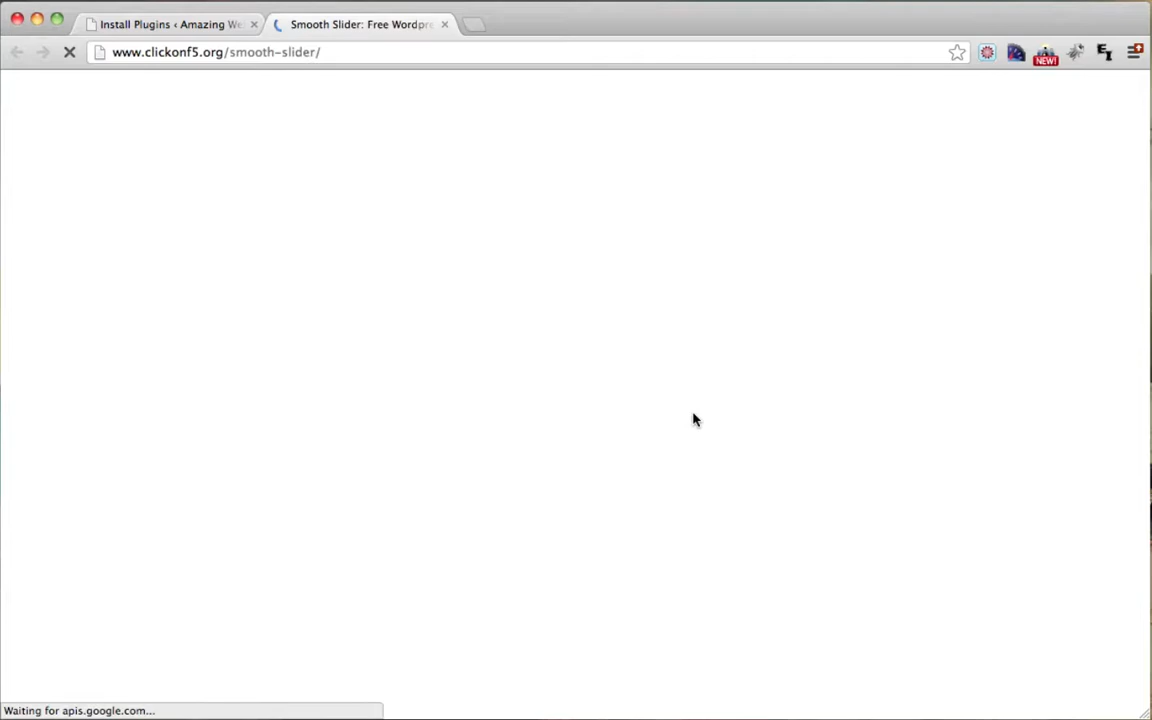 Install Plugins ‹ Amazing We
Smooth Slider: Free Wordpre
www.clickonf5.org/smooth-slider/
NEW!
EI
Waiting for apis.google.com...